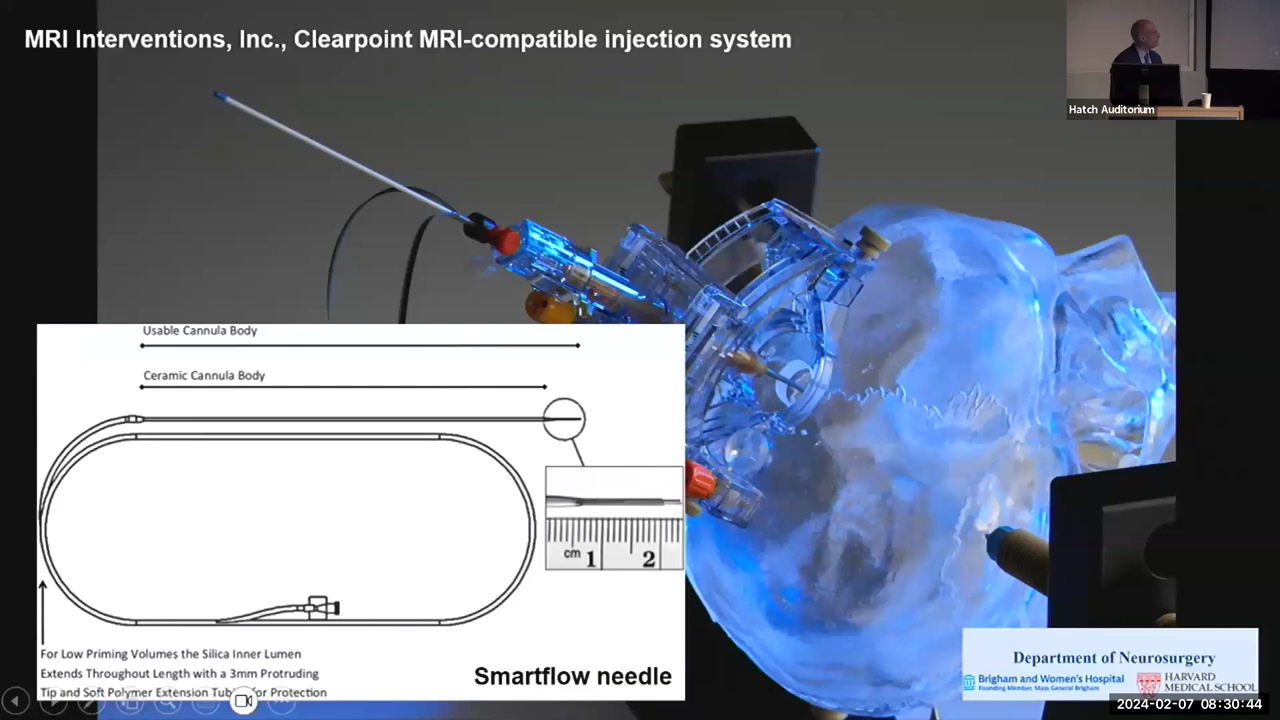 MRI Interventions, Inc., Clearpoint MRI-compatible injection system
Hatch Auditorium
Usable Cannula Body
Ceramic Cannula Body
cm 1 2
For Low Priming Volumes the Silica Inner Lumen
Extends Throughout Length with a 3mm Protruding
Tip and Soft Polymer Extension for Protection
Smartflow needle
Department of Neurosurgery
Brigham and Women's Hospital
Founding Member, Mass General Brigham
HARVARD
MEDICAL SCHOOL
2024-02-07 08:30:44